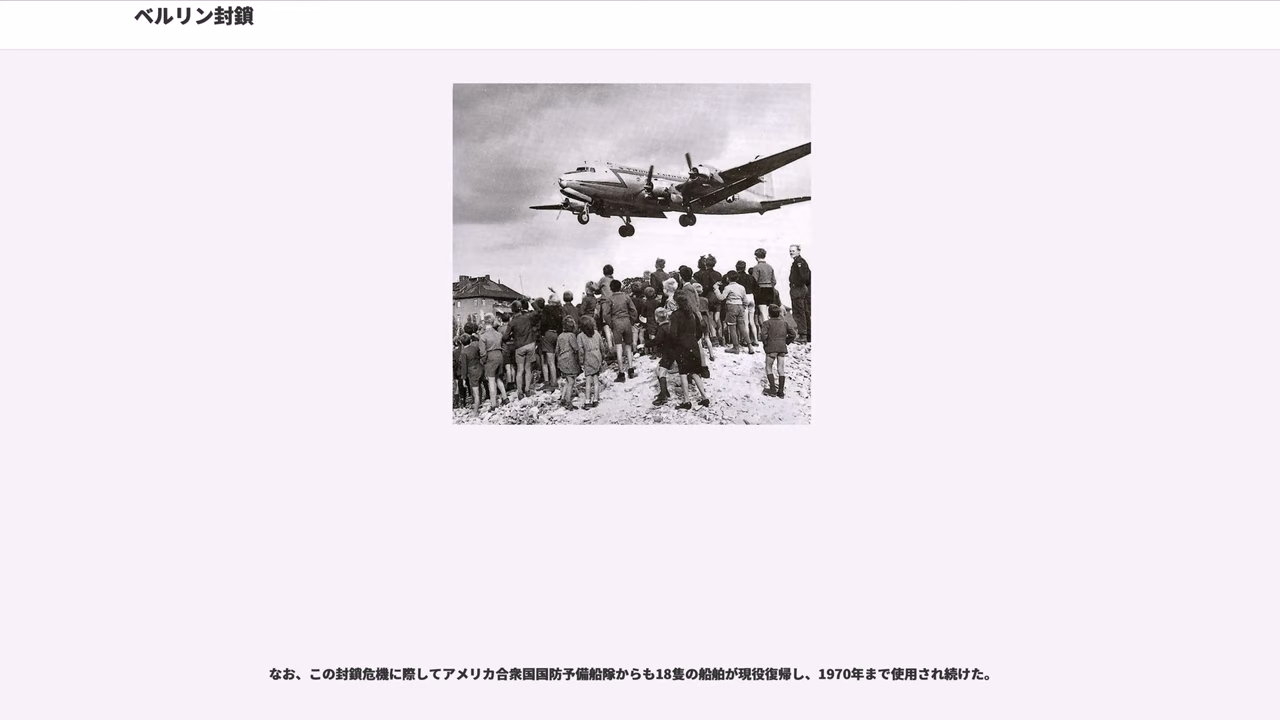 ベルリン封鎖
なお、この封鎖危機に際してアメリカ合衆国国防予備船隊からも18隻の船舶が現役復帰し、1970年まで使用され続けた。